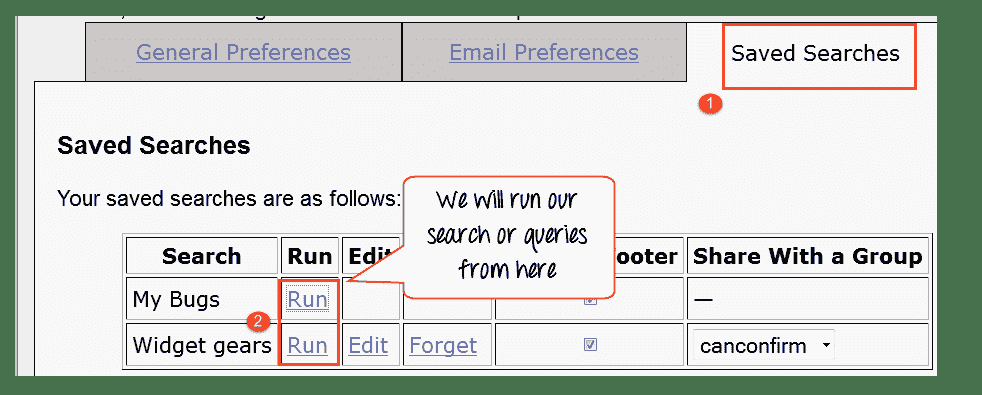 General Preferences Email Preferences Saved Searches
1
Saved Searches
Your saved searches are as follows:
We will run our
search or queries
from here
Search Run Edit ooter Share With a Group
My Bugs Run —
2
Widget gears Run Edit Forget canconfirm